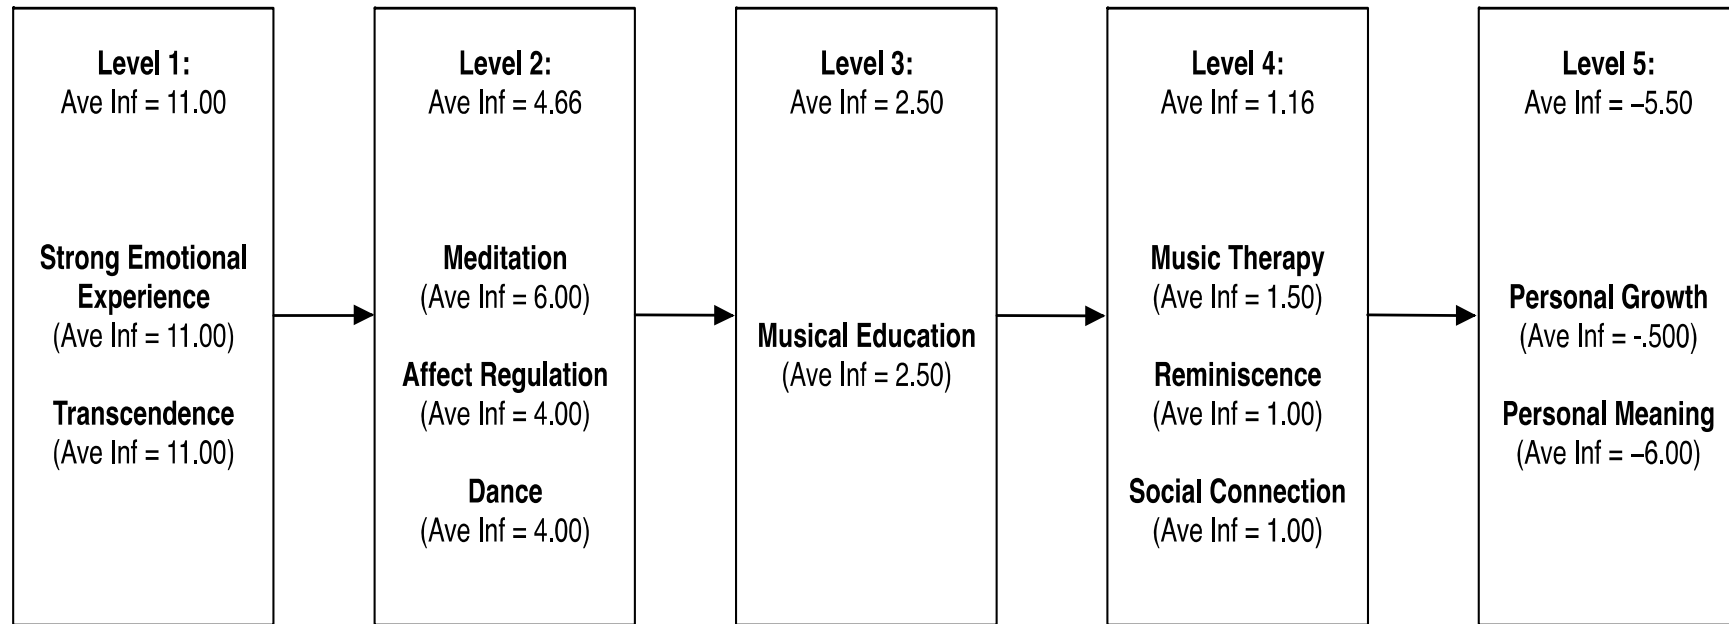 Level 1:
Ave Inf = 11.00
Strong Emotional
Experience
(Ave Inf = 11.00)
Transcendence
(Ave Inf = 11.00)
Level 2:
Ave Inf = 4.66
Meditation
(Ave Inf = 6.00)
Affect Regulation
(Ave Inf = 4.00)
Dance
(Ave Inf = 4.00)
Level 3:
Ave Inf = 2.50
Musical Education
(Ave Inf = 2.50)
Level 4:
Ave Inf = 1.16
Music Therapy
(Ave Inf = 1.50)
Reminiscence
(Ave Inf = 1.00)
Social Connection
(Ave Inf = 1.00)
Level 5:
Ave Inf = –5.50
Personal Growth
(Ave Inf = -.500)
Personal Meaning
(Ave Inf = –6.00)